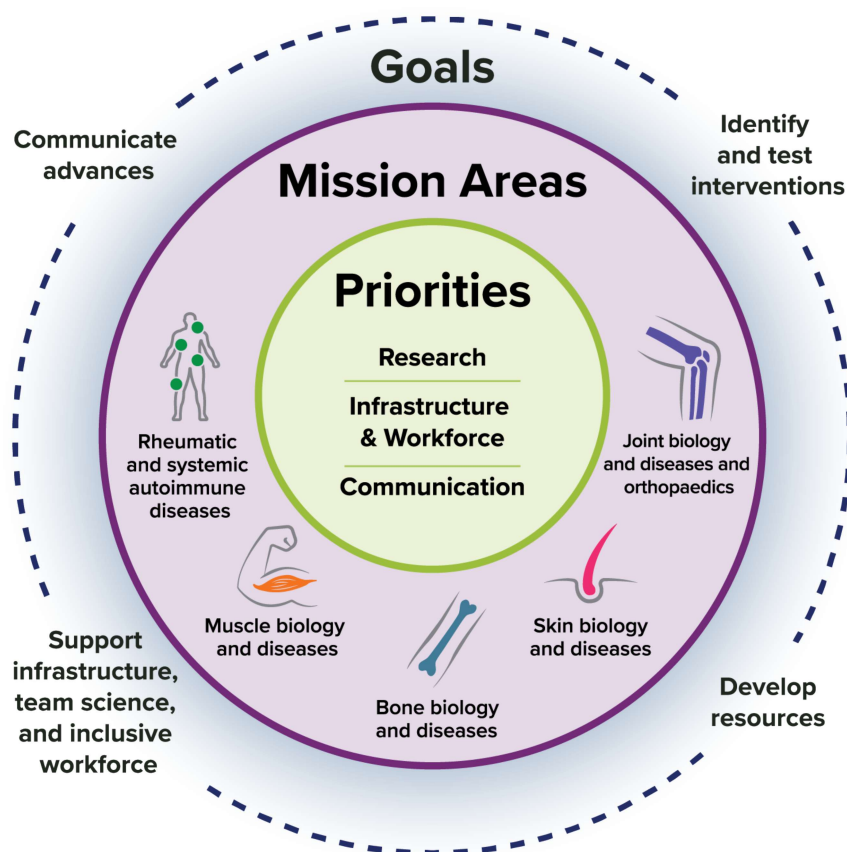 Goals
Communicate
advances
Identify
and test
interventions
Mission Areas
Priorities
Research
Infrastructure
& Workforce
Communication
Rheumatic
and systemic
autoimmune
diseases
Joint biology
and diseases and
orthopaedics
Muscle biology
and diseases
Skin biology
and diseases
Bone biology
and diseases
Support
infrastructure,
team science,
and inclusive
workforce
Develop
resources